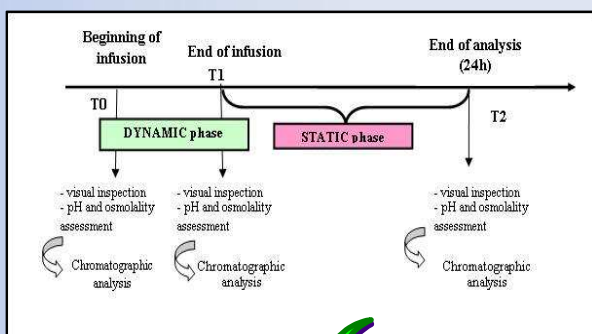 Beginning of
infusion
End of infusion
End of analysis
(24h)
T0
T1
T2
DYNAMIC phase
STATIC phase
- visual inspection
- pH and osmolality
assessment
Chromatographic
analysis
- visual inspection
- pH and osmolality
assessment
Chromatographic
analysis
- visual inspection
- pH and osmolality
assessment
Chromatographic
analysis